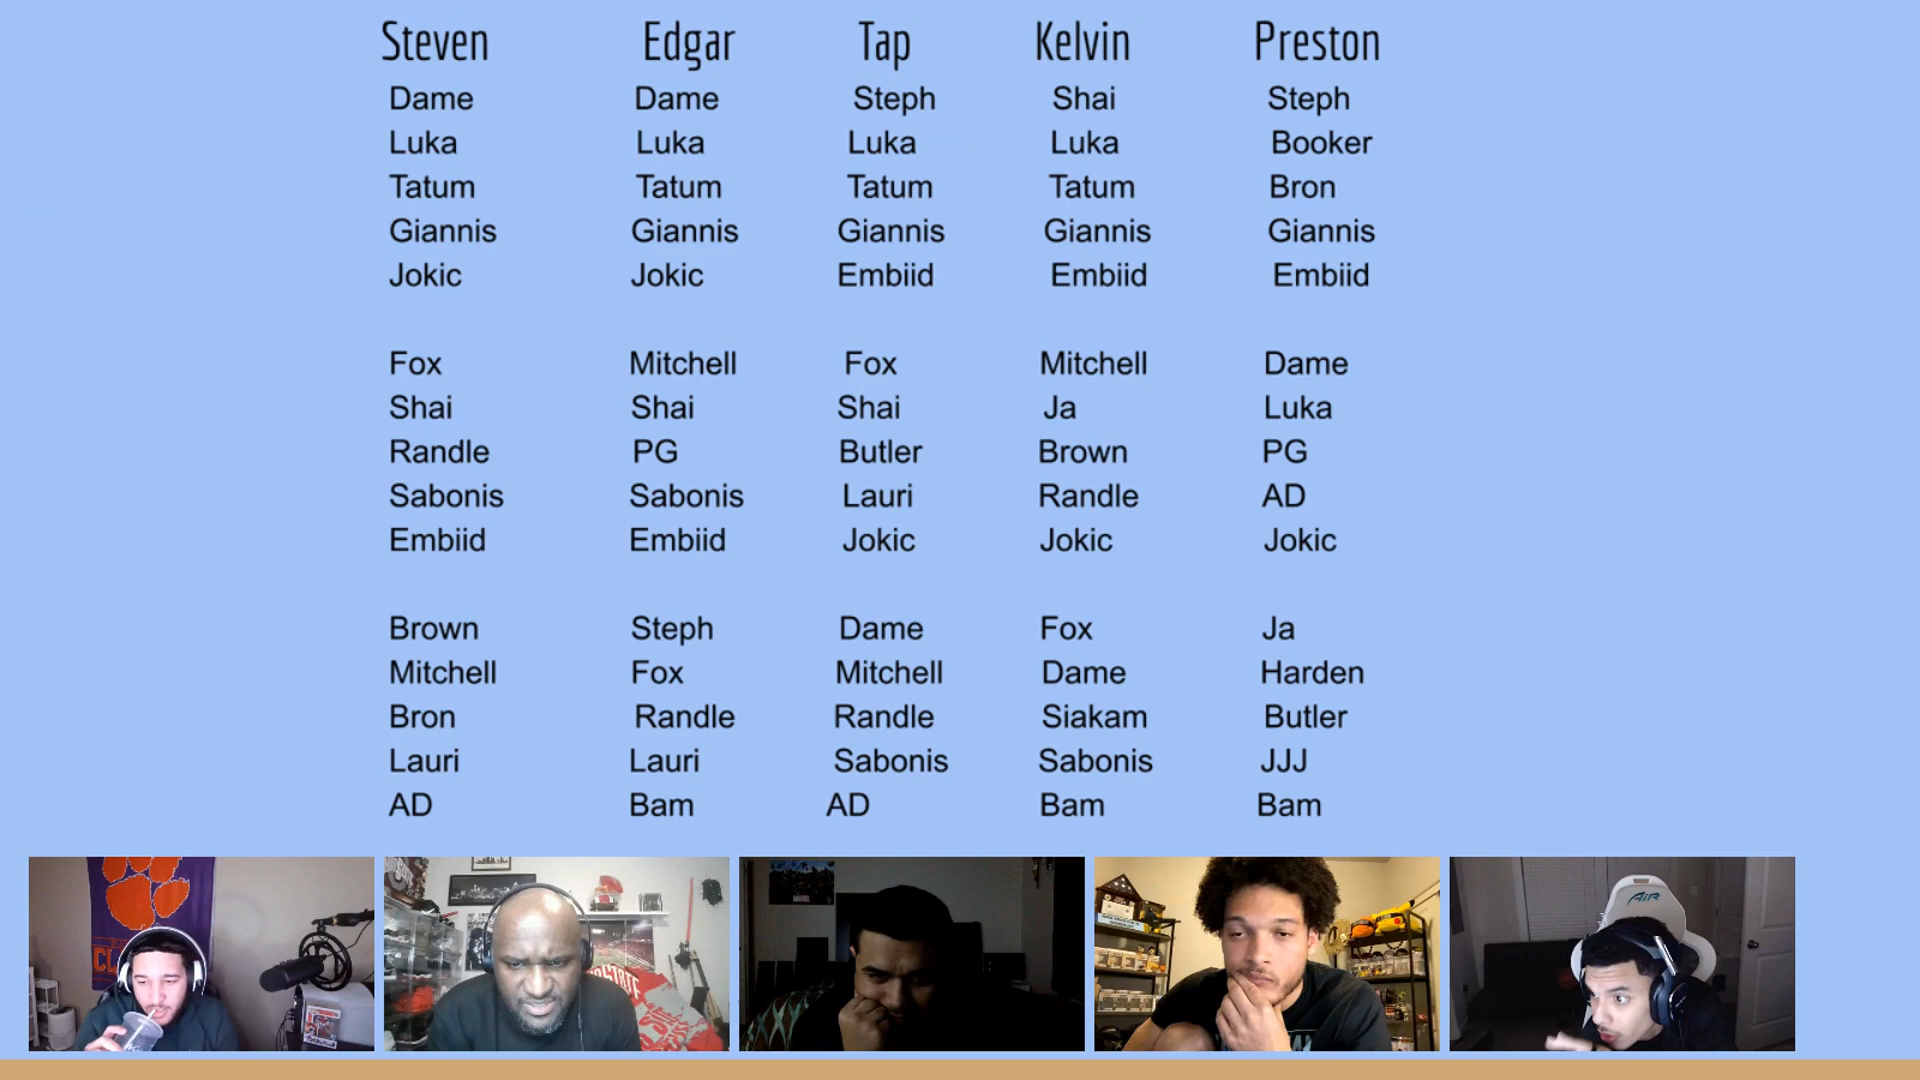 Steven Edgar Tap Kelvin Preston
Dame Dame Steph Shai Steph
Luka Luka Luka Luka Booker
Tatum Tatum Tatum Tatum Bron
Giannis Giannis Giannis Giannis Giannis
Jokic Jokic Embiid Embiid Embiid
Fox Mitchell Fox Mitchell Dame
Shai Shai Shai Ja Luka
Randle PG Butler Brown PG
Sabonis Sabonis Lauri Randle AD
Embiid Embiid Jokic Jokic Jokic
Brown Steph Dame Fox Ja
Mitchell Fox Mitchell Dame Harden
Bron Randle Randle Siakam Butler
Lauri Lauri Sabonis Sabonis JJJ
AD Bam AD Bam Bam
AiR